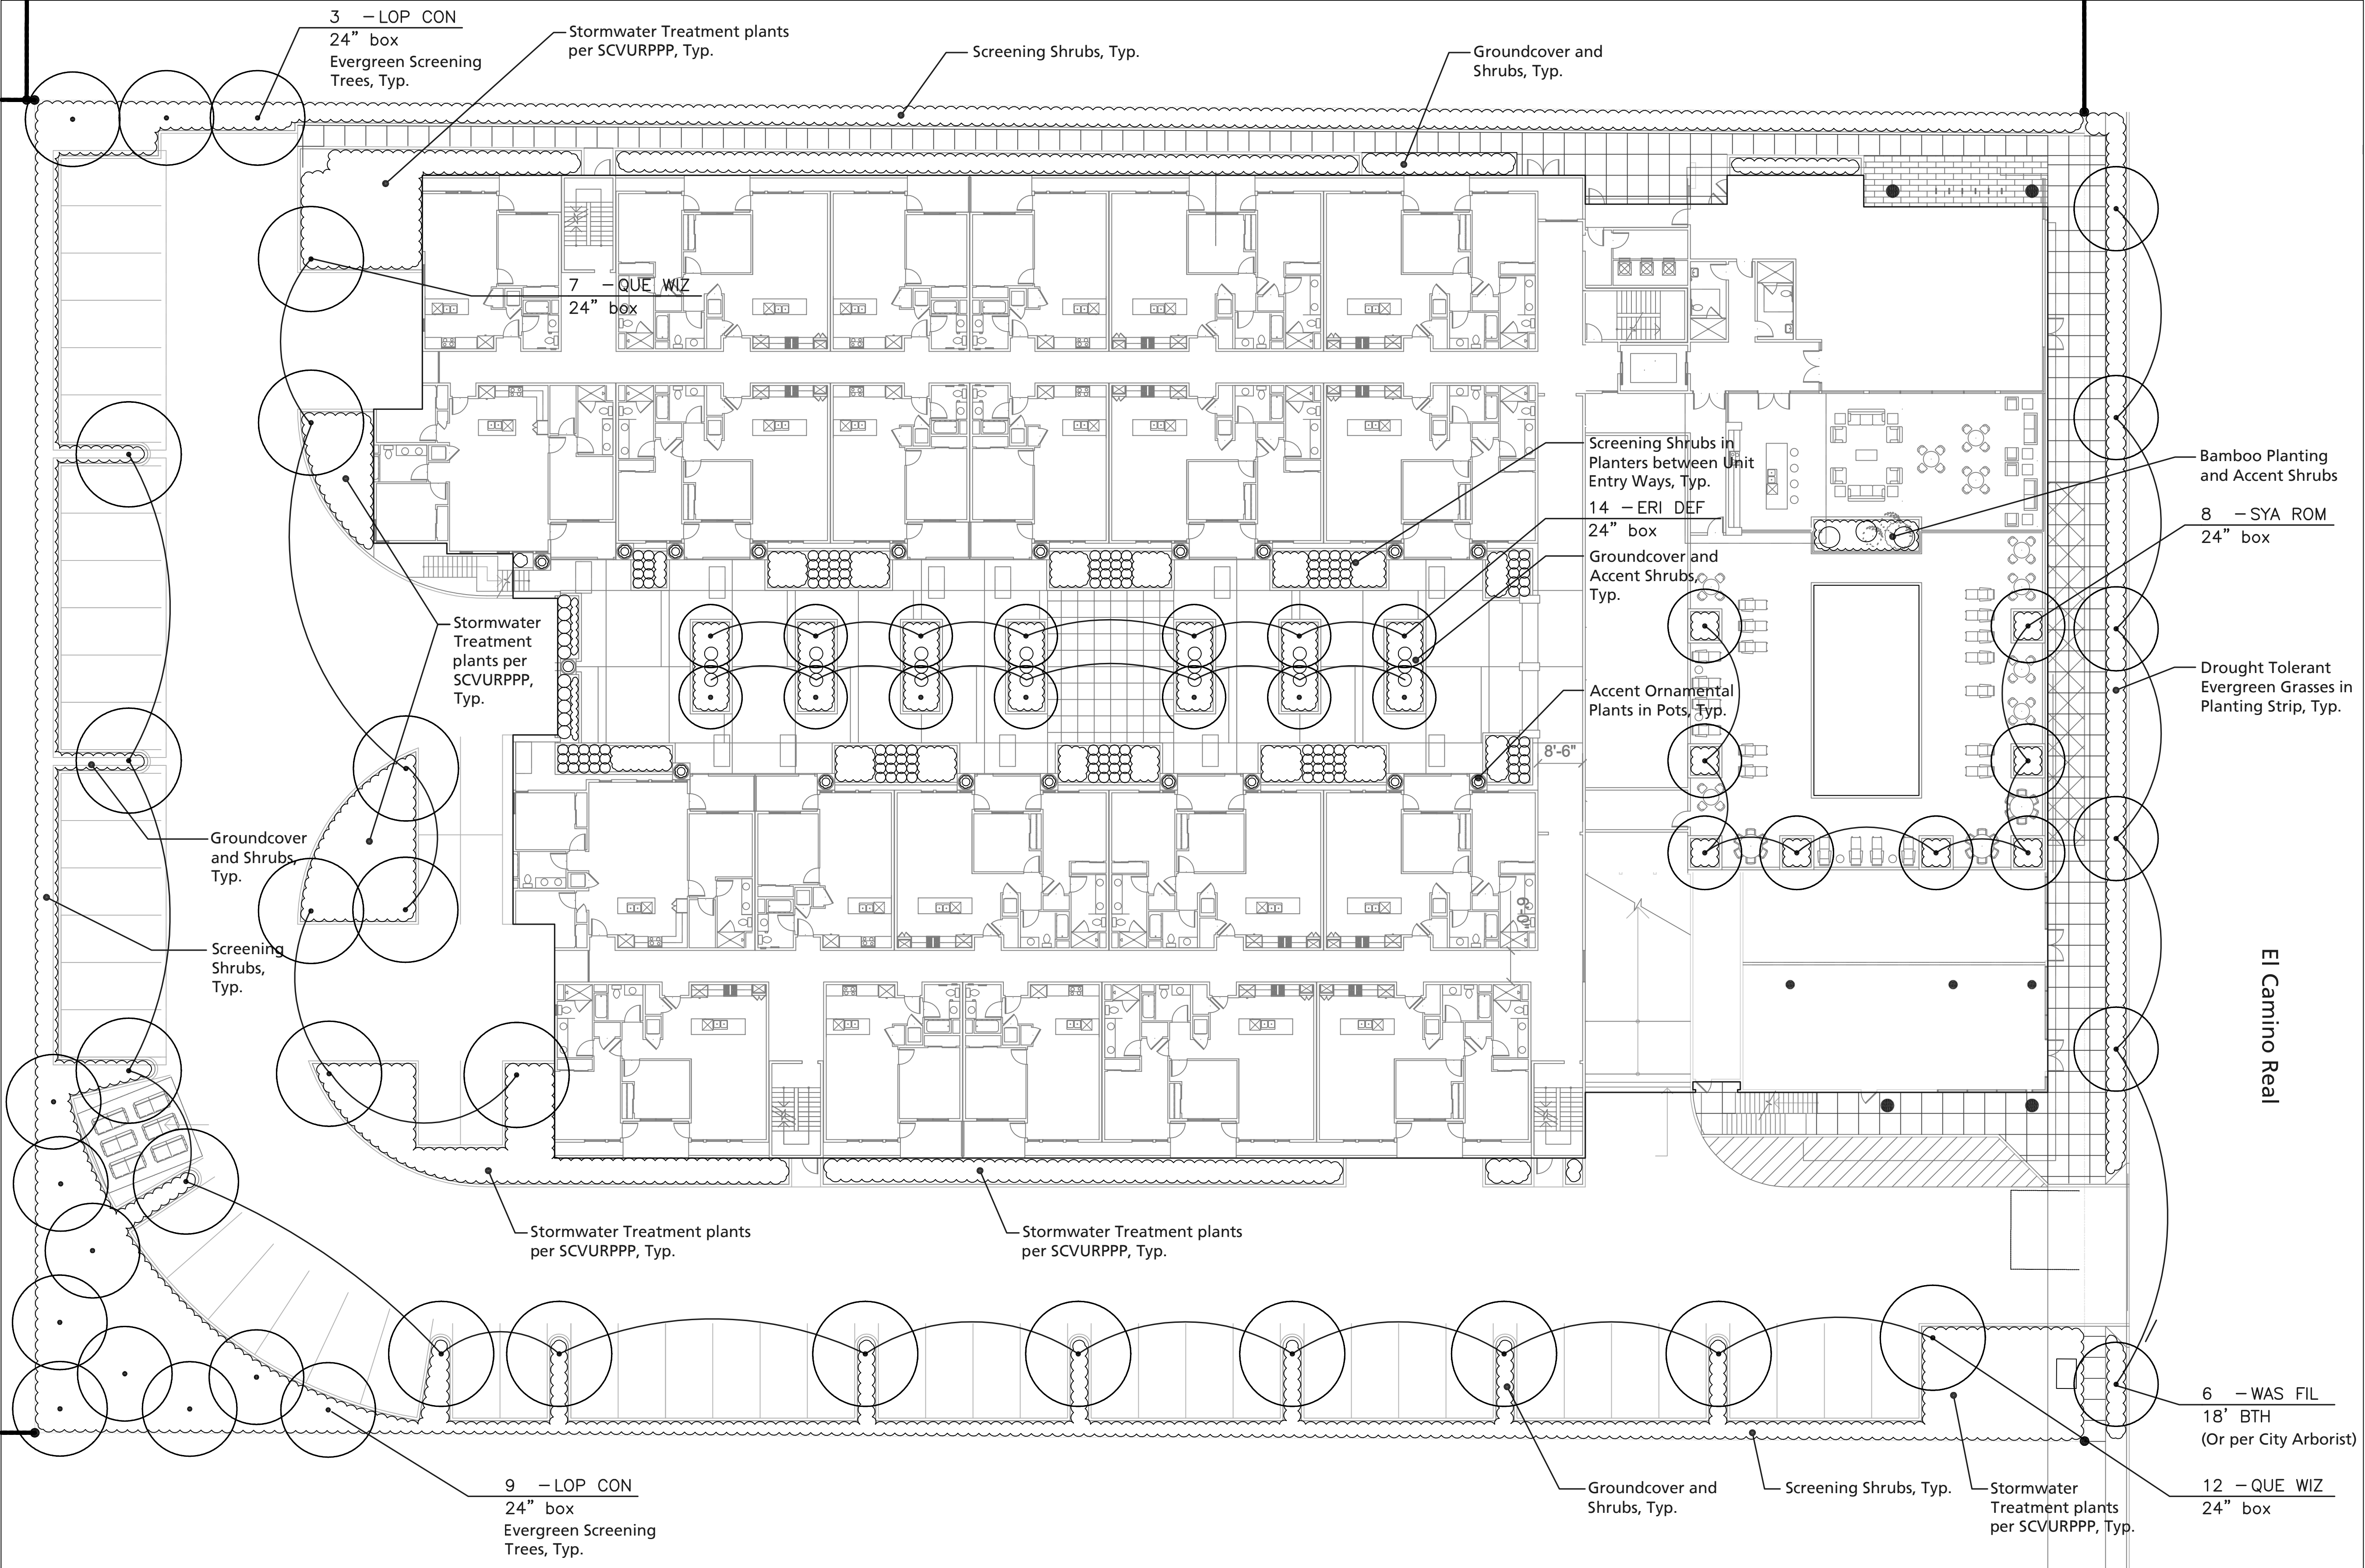 3 –LOP CON
24” box
Evergreen Screening
Trees, Typ.
Stormwater Treatment plants
per SCVURPPP, Typ.
Screening Shrubs, Typ.
Groundcover and
Shrubs, Typ.
7 –QUE WIZ
24” box
Screening Shrubs in
Planters between Unit
Entry Ways, Typ.
14 –ERI DEF
24” box
Groundcover and
Accent Shrubs,
Typ.
Bamboo Planting
and Accent Shrubs
8 –SYA ROM
24” box
Stormwater
Treatment
plants per
SCVURPPP,
Typ.
Drought Tolerant
Evergreen Grasses in
Planting Strip, Typ.
Accent Ornamental
Plants in Pots, Typ.
8'-6"
Groundcover
and Shrubs,
Typ.
10'-9"
Screening
Shrubs,
Typ.
El Camino Real
Stormwater Treatment plants
per SCVURPPP, Typ.
Stormwater Treatment plants
per SCVURPPP, Typ.
6 –WAS FIL
18’ BTH
(Or per City Arborist)
9 –LOP CON
24” box
Evergreen Screening
Trees, Typ.
Groundcover and
Shrubs, Typ.
Screening Shrubs, Typ.
Stormwater
Treatment plants
per SCVURPPP, Typ.
12 –QUE WIZ
24” box